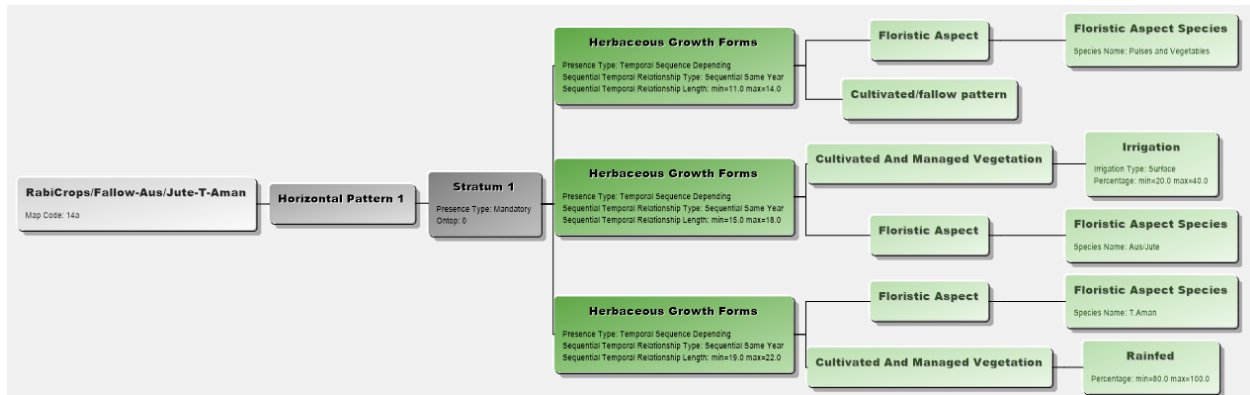 RabiCrops/Fallow-Aus/Jute-T-Aman
Map Code: 14a
Horizontal Pattern 1
Stratum 1
Presence Type: Mandatory
Ontop: 0
Herbaceous Growth Forms
Presence Type: Temporal Sequence Depending
Sequential Temporal Relationship Type: Sequential Same Year
Sequential Temporal Relationship Length: min=11.0 max=14.0
Floristic Aspect
Floristic Aspect Species
Species Name: Pulses and Vegetables
Cultivated/fallow pattern
Herbaceous Growth Forms
Presence Type: Temporal Sequence Depending
Sequential Temporal Relationship Type: Sequential Same Year
Sequential Temporal Relationship Length: min=15.0 max=18.0
Cultivated And Managed Vegetation
Irrigation
Irrigation Type: Surface
Percentage: min=20.0 max=40.0
Floristic Aspect
Floristic Aspect Species
Species Name: Aus/Jute
Herbaceous Growth Forms
Presence Type: Temporal Sequence Depending
Sequential Temporal Relationship Type: Sequential Same Year
Sequential Temporal Relationship Length: min=19.0 max=22.0
Floristic Aspect
Floristic Aspect Species
Species Name: T.Aman
Cultivated And Managed Vegetation
Rainfed
Percentage: min=80.0 max=100.0